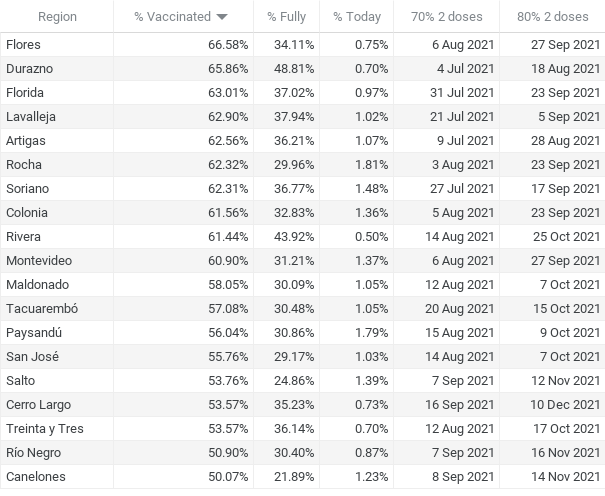 Region % Vaccinated % Fully % Today 70% 2 doses 80% 2 doses
Flores 66.58% 34.11% 0.75% 6 Aug 2021 27 Sep 2021
Durazno 65.86% 48.81% 0.70% 4 Jul 2021 18 Aug 2021
Florida 63.01% 37.02% 0.97% 31 Jul 2021 23 Sep 2021
Lavalleja 62.90% 37.94% 1.02% 21 Jul 2021 5 Sep 2021
Artigas 62.56% 36.21% 1.07% 9 Jul 2021 28 Aug 2021
Rocha 62.32% 29.96% 1.81% 3 Aug 2021 23 Sep 2021
Soriano 62.31% 36.77% 1.48% 27 Jul 2021 17 Sep 2021
Colonia 61.56% 32.83% 1.36% 5 Aug 2021 23 Sep 2021
Rivera 61.44% 43.92% 0.50% 14 Aug 2021 25 Oct 2021
Montevideo 60.90% 31.21% 1.37% 6 Aug 2021 27 Sep 2021
Maldonado 58.05% 30.09% 1.05% 12 Aug 2021 7 Oct 2021
Tacuarembó 57.08% 30.48% 1.05% 20 Aug 2021 15 Oct 2021
Paysandú 56.04% 30.86% 1.79% 15 Aug 2021 9 Oct 2021
San José 55.76% 29.17% 1.03% 14 Aug 2021 7 Oct 2021
Salto 53.76% 24.86% 1.39% 7 Sep 2021 12 Nov 2021
Cerro Largo 53.57% 35.23% 0.73% 16 Sep 2021 10 Dec 2021
Treinta y Tres 53.57% 36.14% 0.70% 12 Aug 2021 17 Oct 2021
Río Negro 50.90% 30.40% 0.87% 7 Sep 2021 16 Nov 2021
Canelones 50.07% 21.89% 1.23% 8 Sep 2021 14 Nov 2021